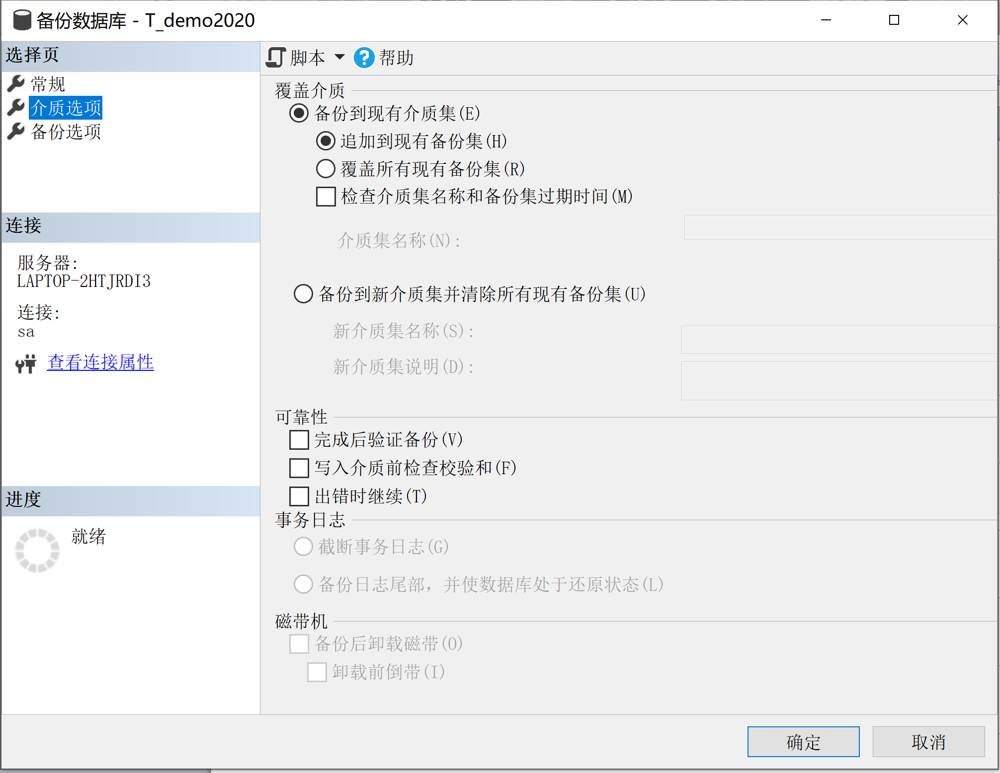 备份数据库 - T_demo2020
选择页
常规
介质选项
备份选项
连接
服务器:
LAPTOP-2HTJRDI3
连接:
sa
查看连接属性
进度
就绪
脚本
帮助
覆盖介质
备份到现有介质集(E)
追加到现有备份集(H)
覆盖所有现有备份集(R)
检查介质集名称和备份集过期时间(M)
介质集名称(N):
备份到新介质集并清除所有现有备份集(U)
新介质集名称(S):
新介质集说明(D):
可靠性
完成后验证备份(V)
写入介质前检查校验和(F)
出错时继续(T)
事务日志
截断事务日志(G)
备份日志尾部，并使数据库处于还原状态(L)
磁带机
备份后卸载磁带(O)
卸载前倒带(I)
确定
取消